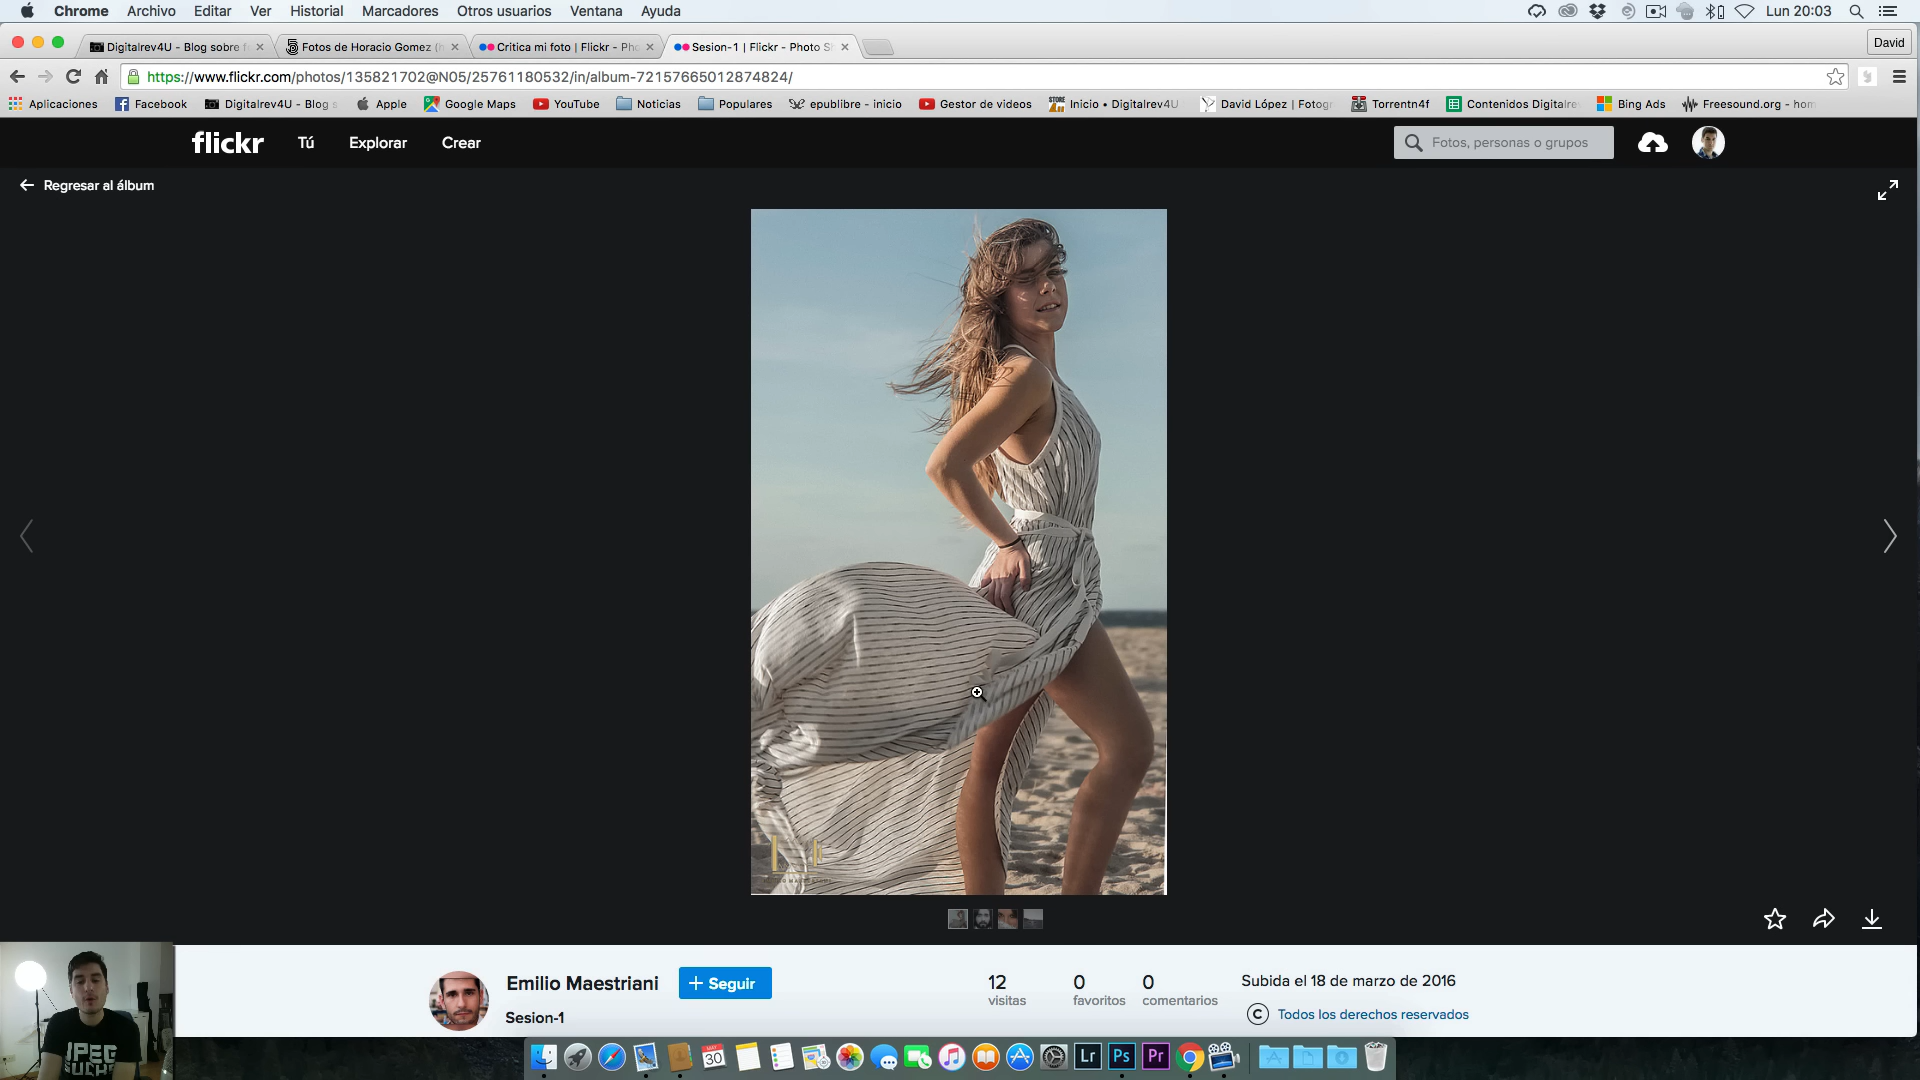 Chrome Archivo Editar Ver Historial Marcadores Otros usuarios Ventana Ayuda Lun 20:03
Digitalrev4U - Blog sobre Fotos de Horacio Gomez Critica mi foto | Flickr - Pho Sesion-1 | Flickr - Photo S David
https://www.flickr.com/photos/135821702@N05/25761180532/in/album-72157665012874824/
Aplicaciones Facebook Digitalrev4U - Blog Apple Google Maps YouTube Noticias Populares epublibre - inicio Gestor de videos Inicio • Digitalrev4U David López | Fotogr Torrentn4f Contenidos Digitalre Bing Ads Freesound.org - hom
flickr Tú Explorar Crear Fotos, personas o grupos
Regresar al álbum
Emilio Maestriani + Seguir
Sesion-1
12 visitas
0 favoritos
0 comentarios
Subida el 18 de marzo de 2016
© Todos los derechos reservados
JPEG
MAY
30
Lr Ps Pr